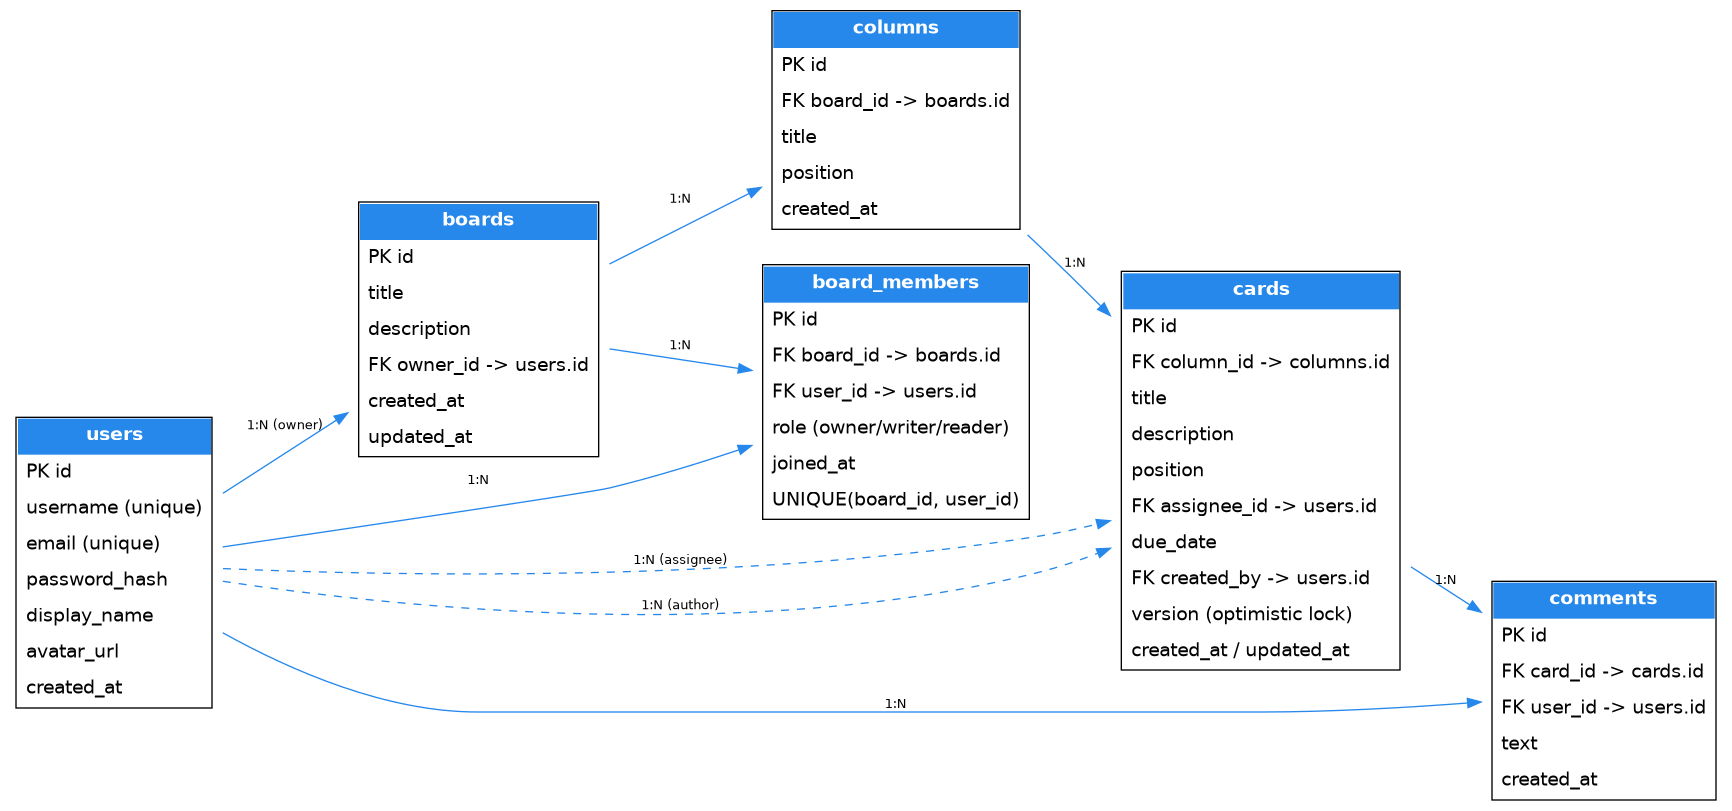 users
PK id
username (unique)
email (unique)
password_hash
display_name
avatar_url
created_at
boards
PK id
title
description
FK owner_id -> users.id
created_at
updated_at
columns
PK id
FK board_id -> boards.id
title
position
created_at
board_members
PK id
FK board_id -> boards.id
FK user_id -> users.id
role (owner/writer/reader)
joined_at
UNIQUE(board_id, user_id)
cards
PK id
FK column_id -> columns.id
title
description
position
FK assignee_id -> users.id
due_date
FK created_by -> users.id
version (optimistic lock)
created_at / updated_at
comments
PK id
FK card_id -> cards.id
FK user_id -> users.id
text
created_at
1:N (owner)
1:N
1:N
1:N
1:N
1:N (assignee)
1:N (author)
1:N
1:N